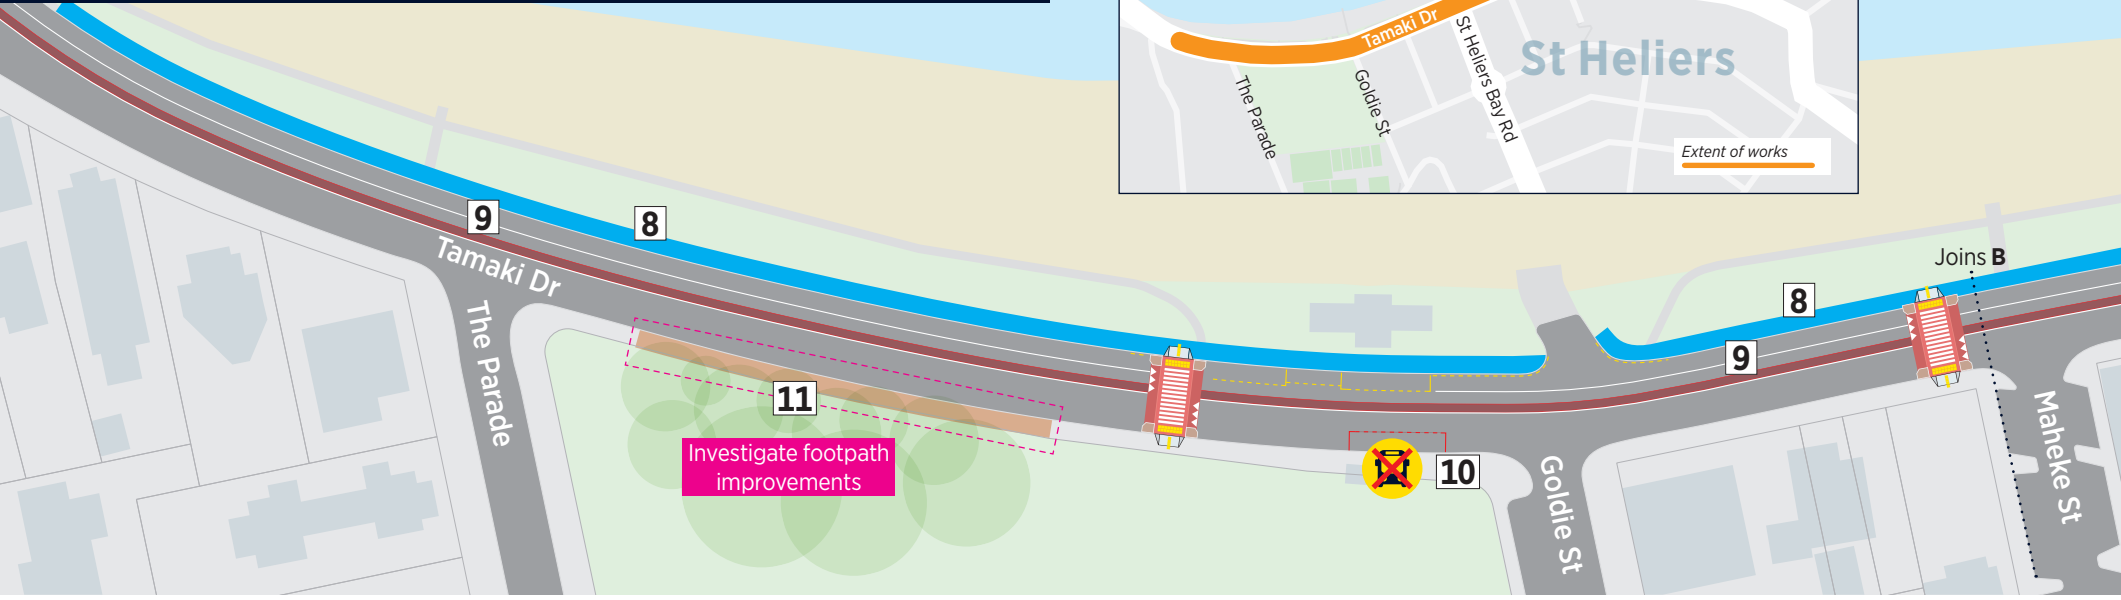 Tamaki Dr
St Heliers
The Parade
Goldie St
St Heliers Bay Rd
Extent of works
9
8
Tamaki Dr
The Parade
11
Investigate footpath
improvements
10
Goldie St
8
9
Joins B
Maheke St